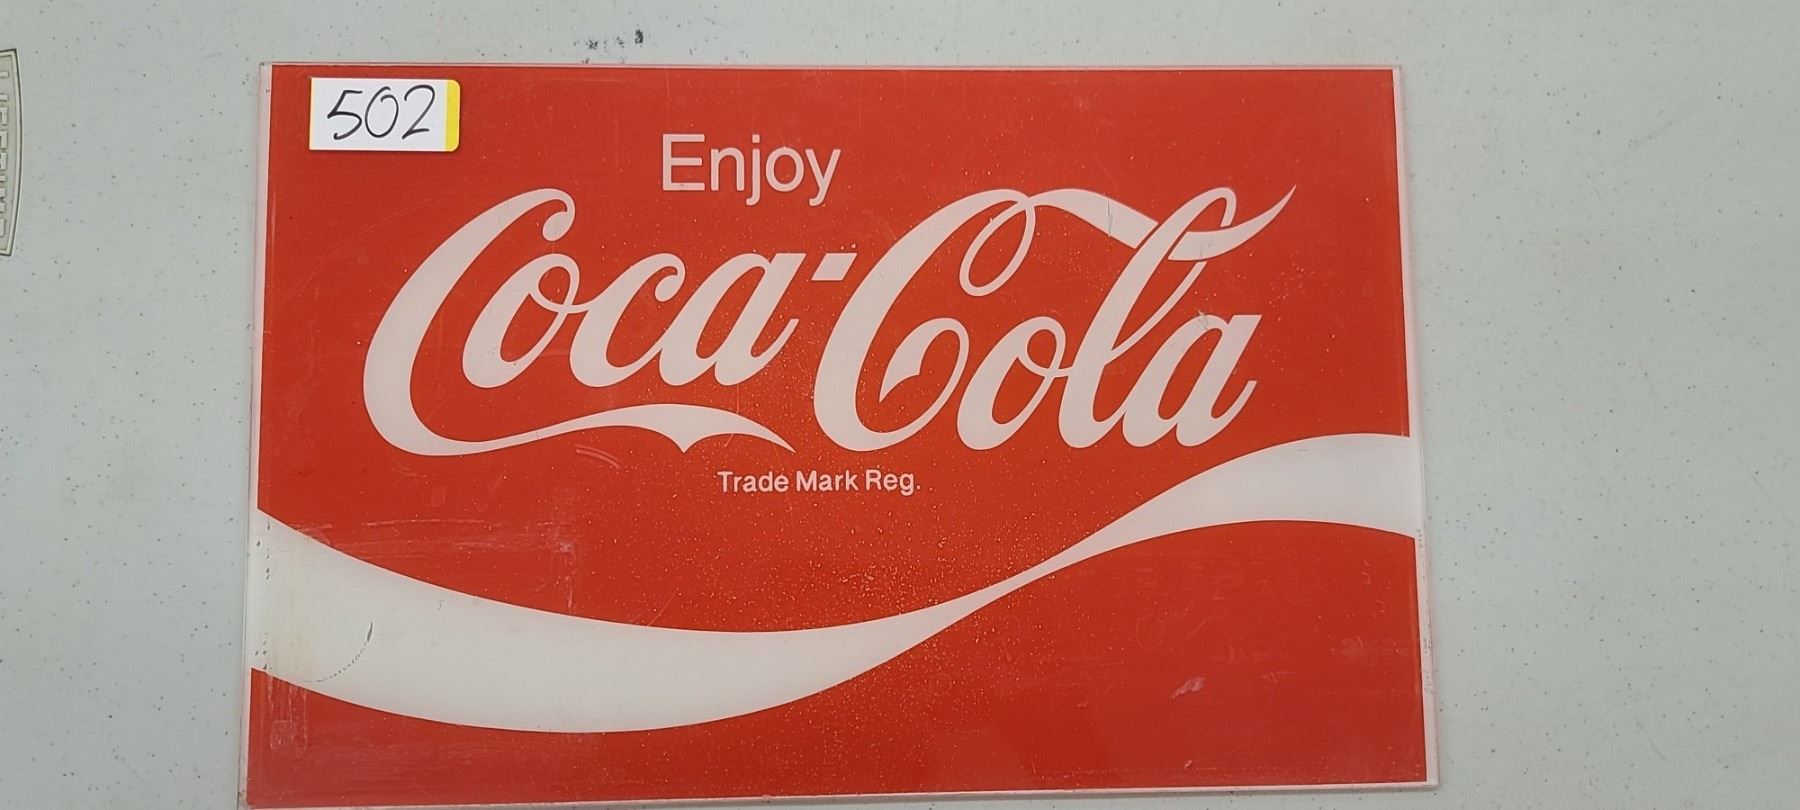 502
Enjoy
Coca-Cola
Trade Mark Reg.